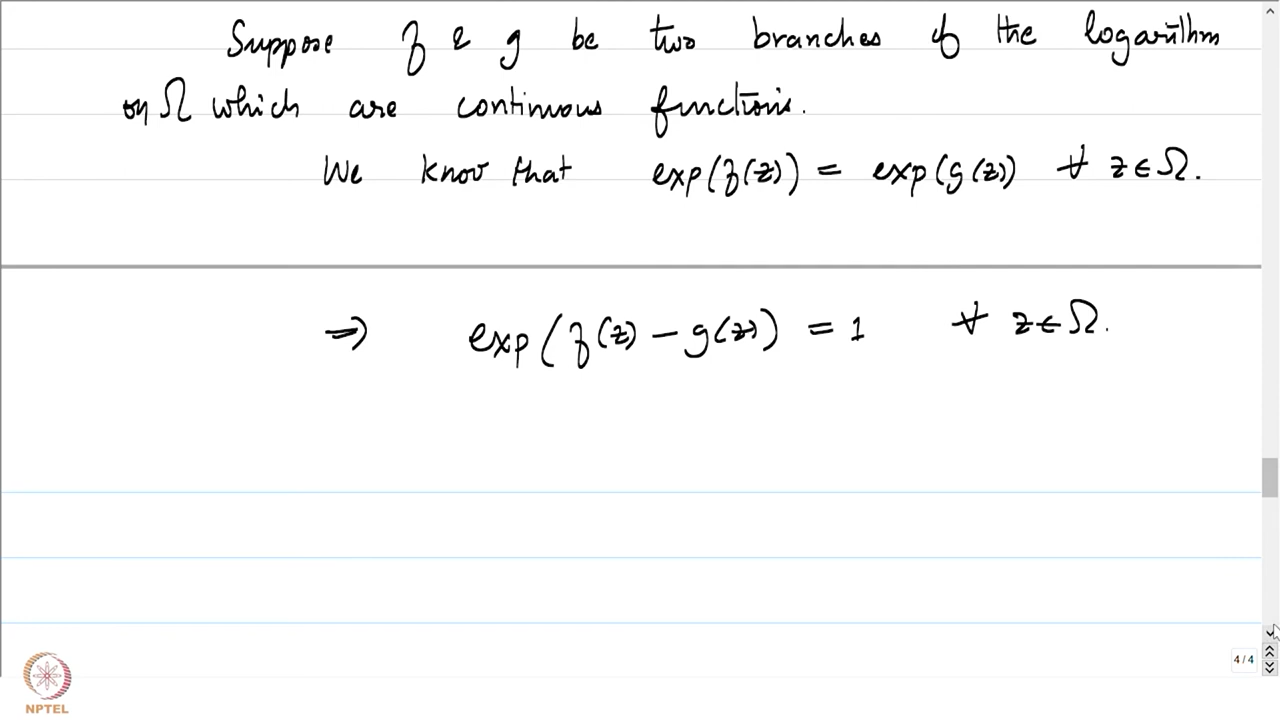 Suppose f & g be two branches of the logarithm
on Ω which are continuous functions.
We know that exp(f(z)) = exp(g(z)) ∀ z ∈ Ω.
⇒ exp(f(z) − g(z)) = 1 ∀ z ∈ Ω.
4 / 4
NPTEL